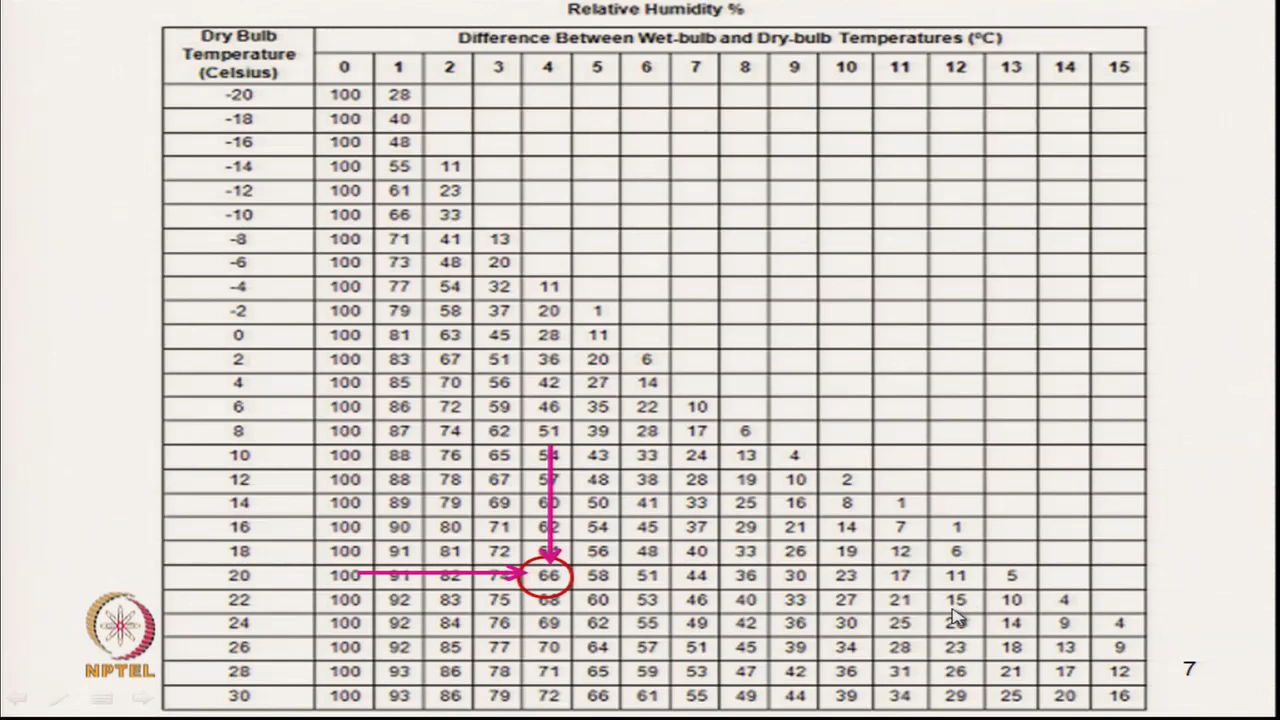 Relative Humidity %
Dry Bulb Temperature (Celsius) Difference Between Wet-bulb and Dry-bulb Temperatures (ºC)
0 1 2 3 4 5 6 7 8 9 10 11 12 13 14 15
-20 100 28
-18 100 40
-16 100 48
-14 100 55 11
-12 100 61 23
-10 100 66 33
-8 100 71 41 13
-6 100 73 48 20
-4 100 77 54 32 11
-2 100 79 58 37 20 1
0 100 81 63 45 28 11
2 100 83 67 51 36 20 6
4 100 85 70 56 42 27 14
6 100 86 72 59 46 35 22 10
8 100 87 74 62 51 39 28 17 6
10 100 88 76 65 54 43 33 24 13 4
12 100 88 78 67 57 48 38 28 19 10 2
14 100 89 79 69 60 50 41 33 25 16 8 1
16 100 90 80 71 62 54 45 37 29 21 14 7 1
18 100 91 81 72 56 48 40 33 26 19 12 6
20 100 91 82 74 66 58 51 44 36 30 23 17 11 5
22 100 92 83 75 68 60 53 46 40 33 27 21 15 10 4
24 100 92 84 76 69 62 55 49 42 36 30 25 14 9 4
26 100 92 85 77 70 64 57 51 45 39 34 28 23 18 13 9
28 100 93 86 78 71 65 59 53 47 42 36 31 26 21 17 12
30 100 93 86 79 72 66 61 55 49 44 39 34 29 25 20 16
NPTEL
7